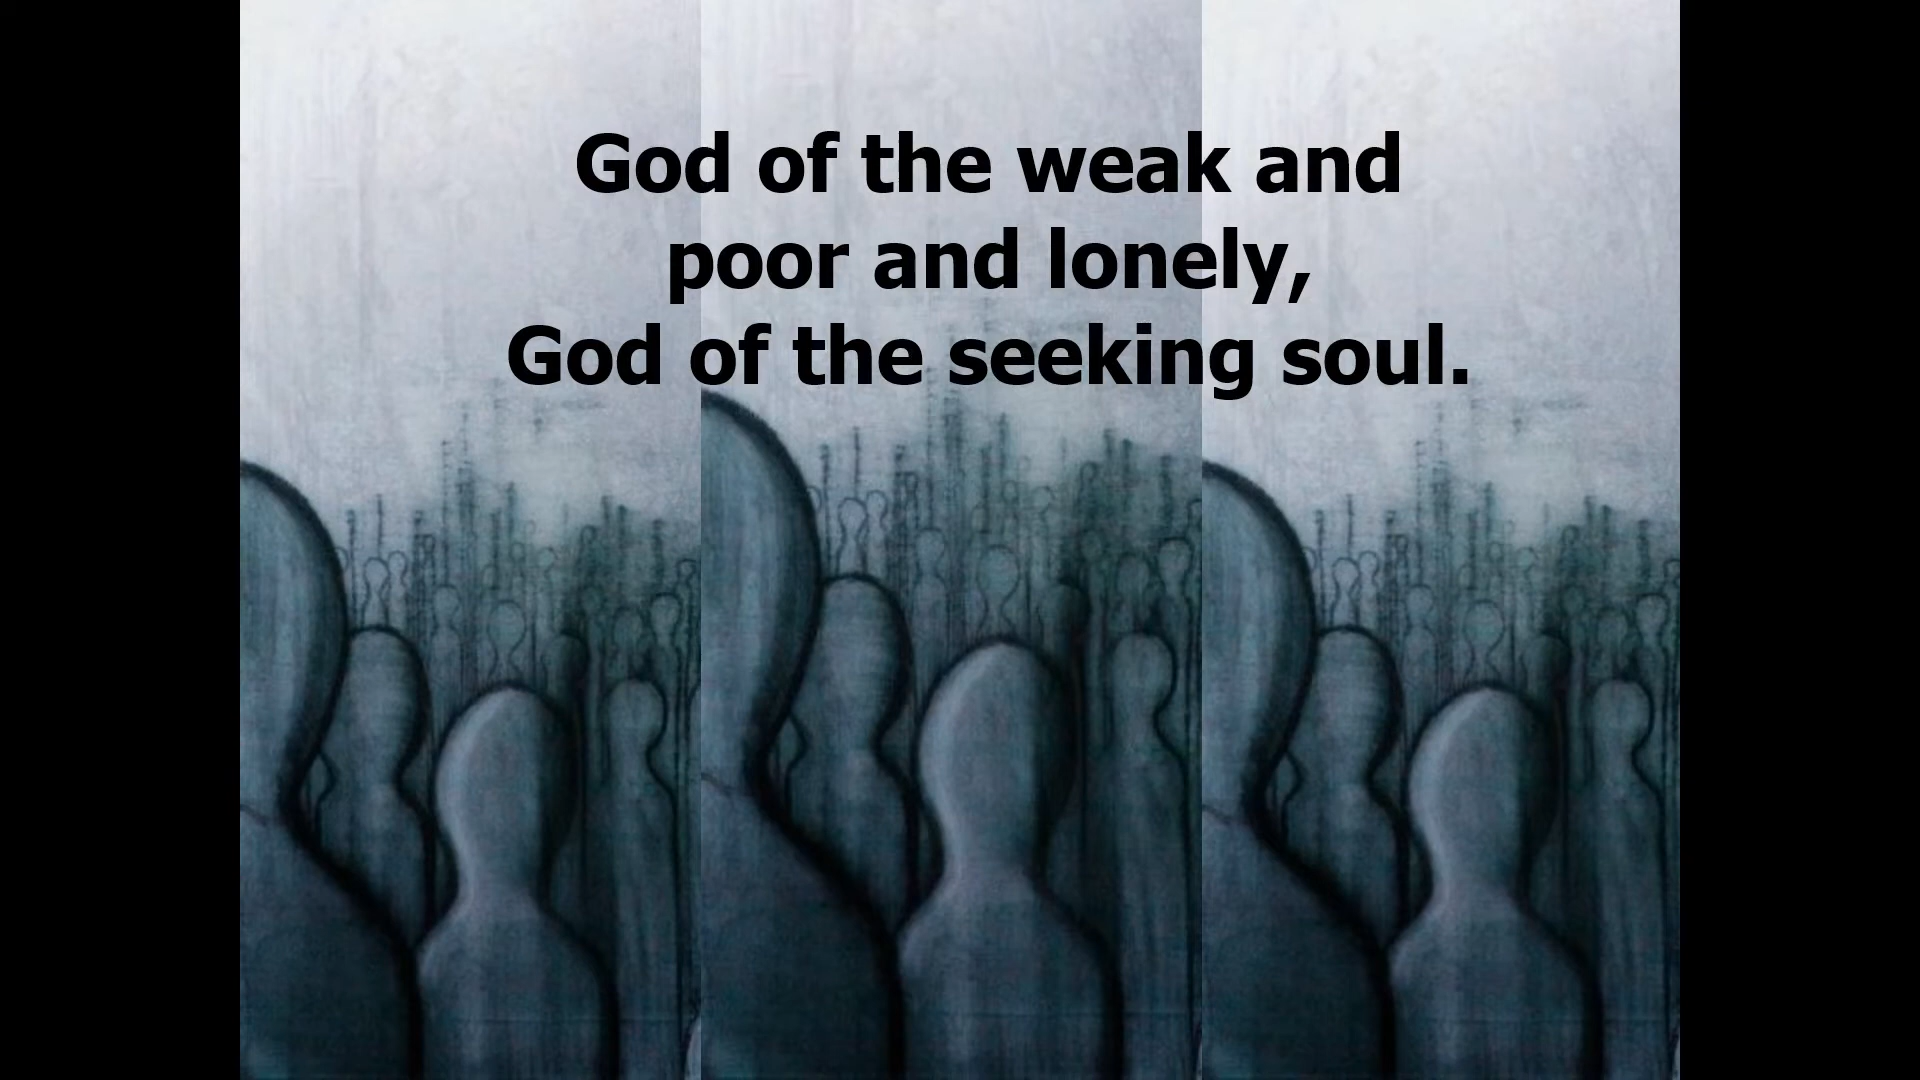 God of the weak and
poor and lonely,
God of the seeking soul.